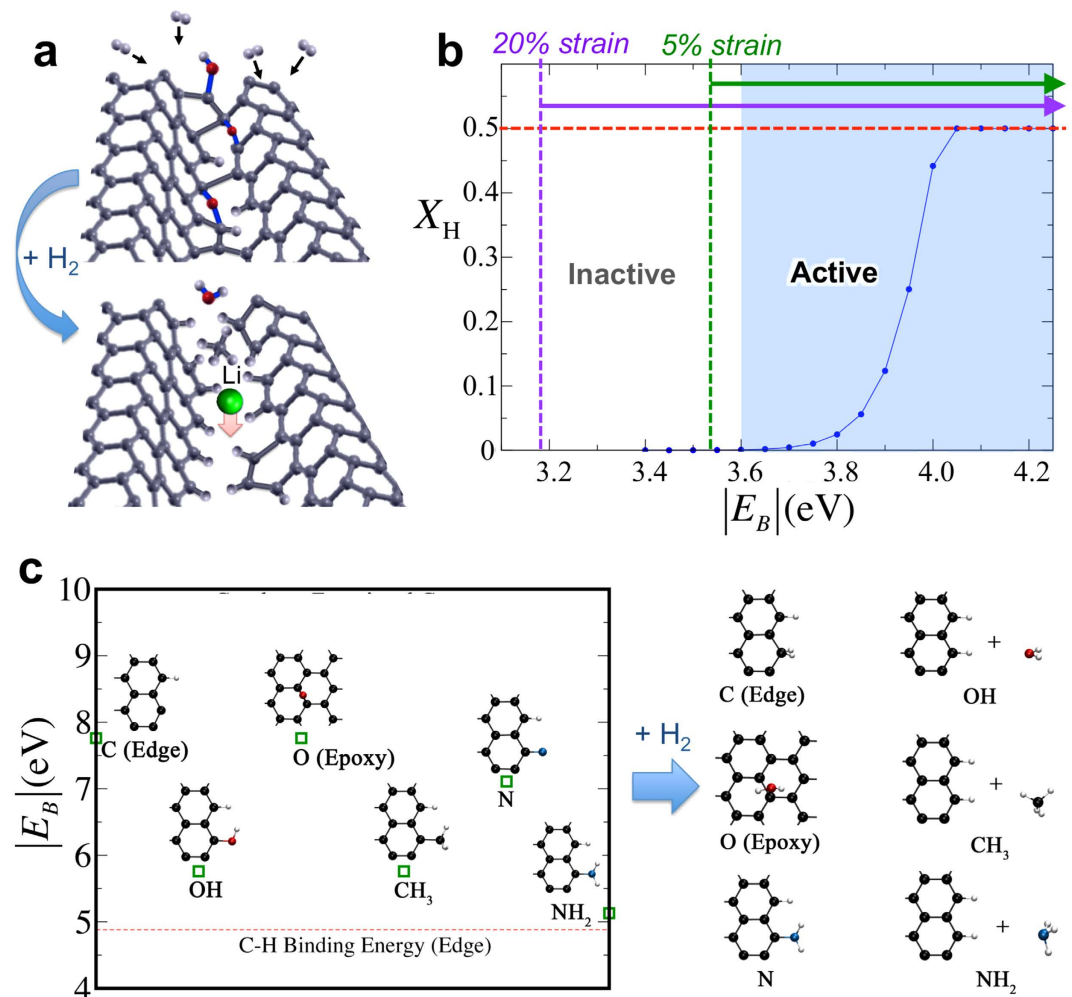 a
+ H2
Li
b
20% strain
5% strain
XH
0.5
0.4
0.3
0.2
0.1
0
Inactive
Active
3.2
3.4
3.6
3.8
4.0
4.2
|EB|(eV)
c
|EB|(eV)
10
9
8
7
6
5
4
C (Edge)
O (Epoxy)
N
OH
CH3
NH2
C-H Binding Energy (Edge)
+ H2
C (Edge)
OH
O (Epoxy)
+
CH3
+
N
NH2
+